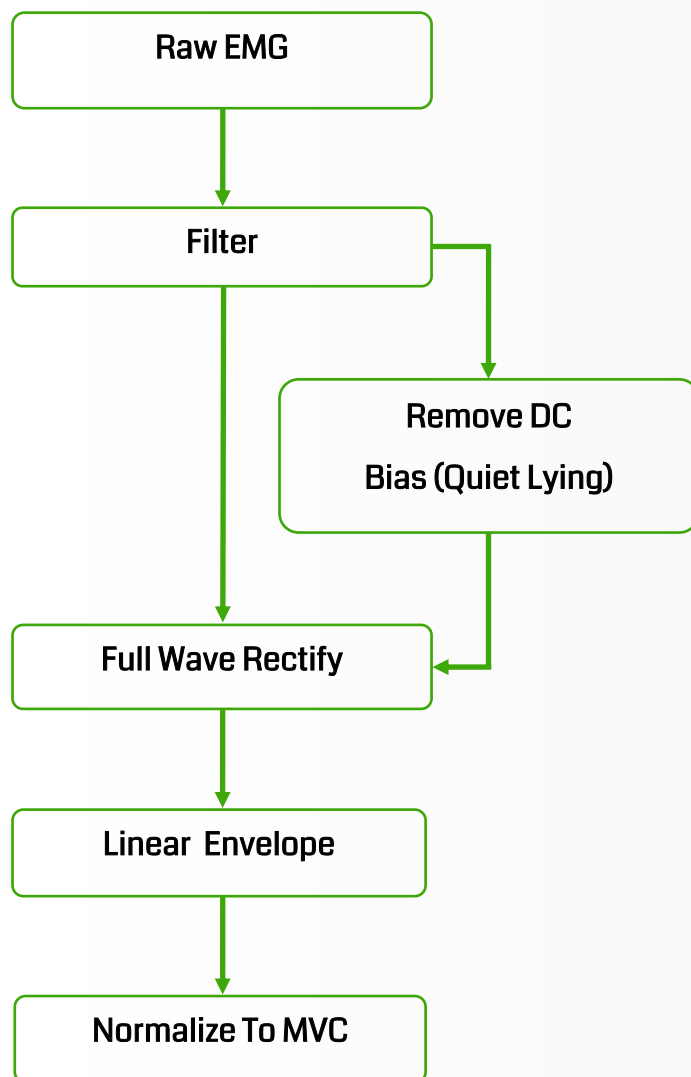 Raw EMG
Filter
Remove DC
Bias (Quiet Lying)
Full Wave Rectify
Linear Envelope
Normalize To MVC